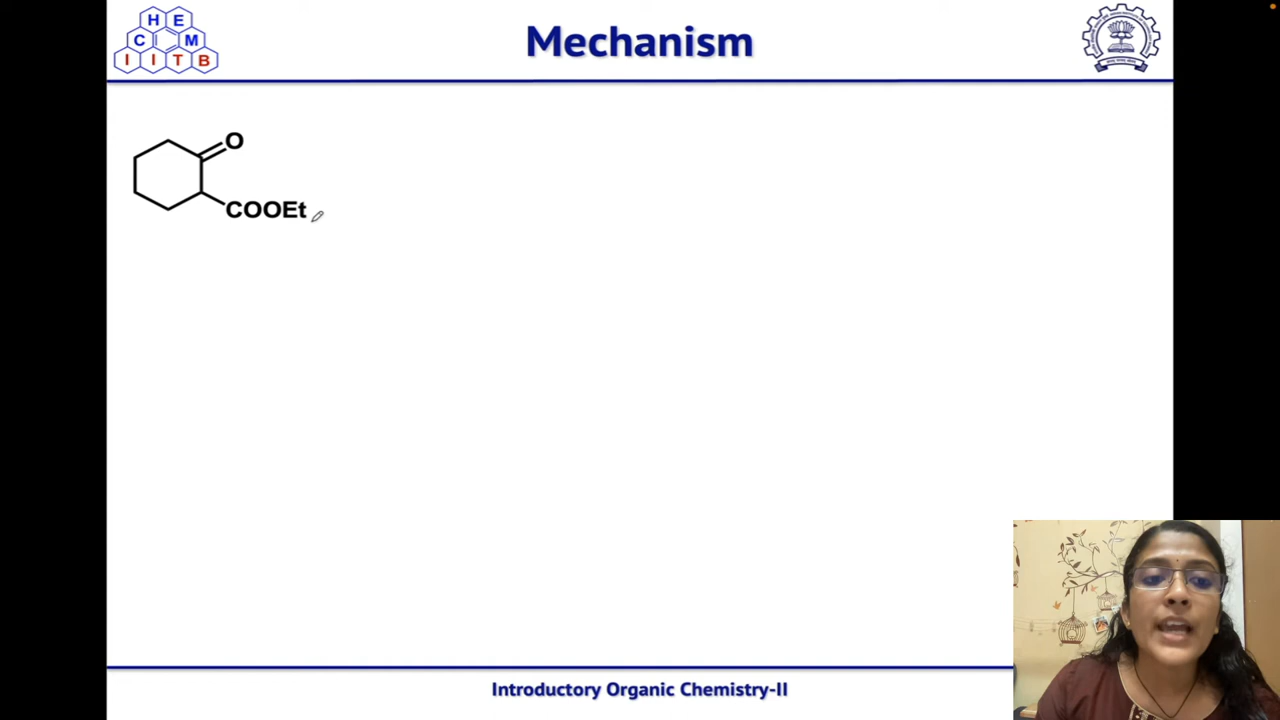 H E
C M
I I T B
Mechanism
O
COOEt
Introductory Organic Chemistry-II